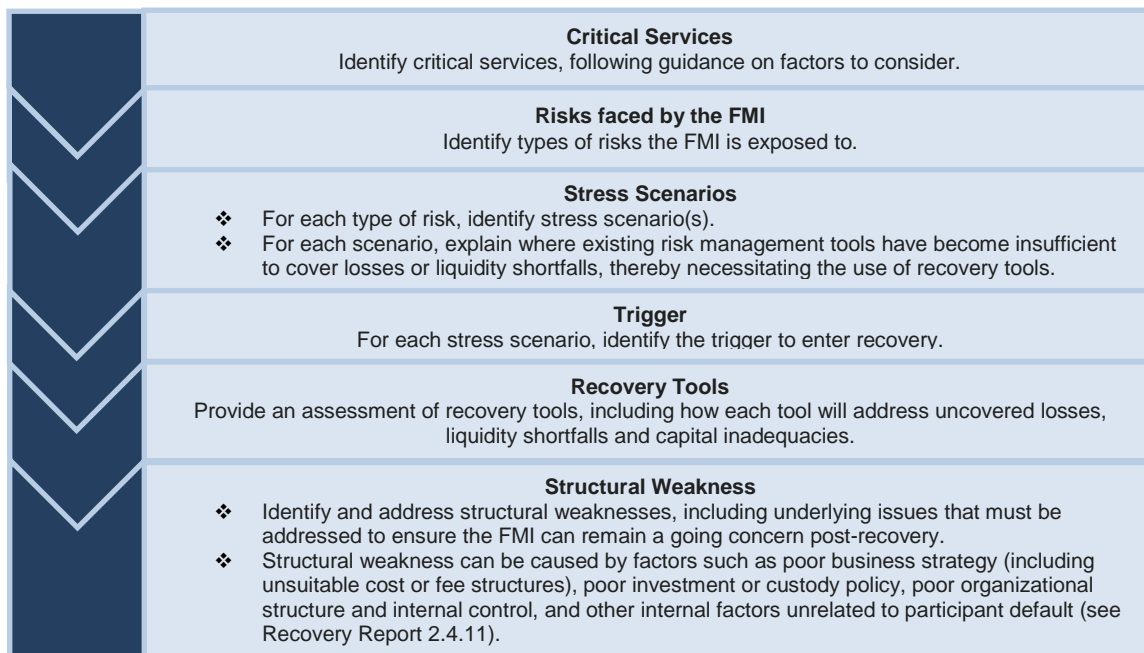 Critical Services
Identify critical services, following guidance on factors to consider.
Risks faced by the FMI
Identify types of risks the FMI is exposed to.
Stress Scenarios
❖ For each type of risk, identify stress scenario(s).
❖ For each scenario, explain where existing risk management tools have become insufficient
to cover losses or liquidity shortfalls, thereby necessitating the use of recovery tools.
Trigger
For each stress scenario, identify the trigger to enter recovery.
Recovery Tools
Provide an assessment of recovery tools, including how each tool will address uncovered losses,
liquidity shortfalls and capital inadequacies.
Structural Weakness
❖ Identify and address structural weaknesses, including underlying issues that must be
addressed to ensure the FMI can remain a going concern post-recovery.
❖ Structural weakness can be caused by factors such as poor business strategy (including
unsuitable cost or fee structures), poor investment or custody policy, poor organizational
structure and internal control, and other internal factors unrelated to participant default (see
Recovery Report 2.4.11).